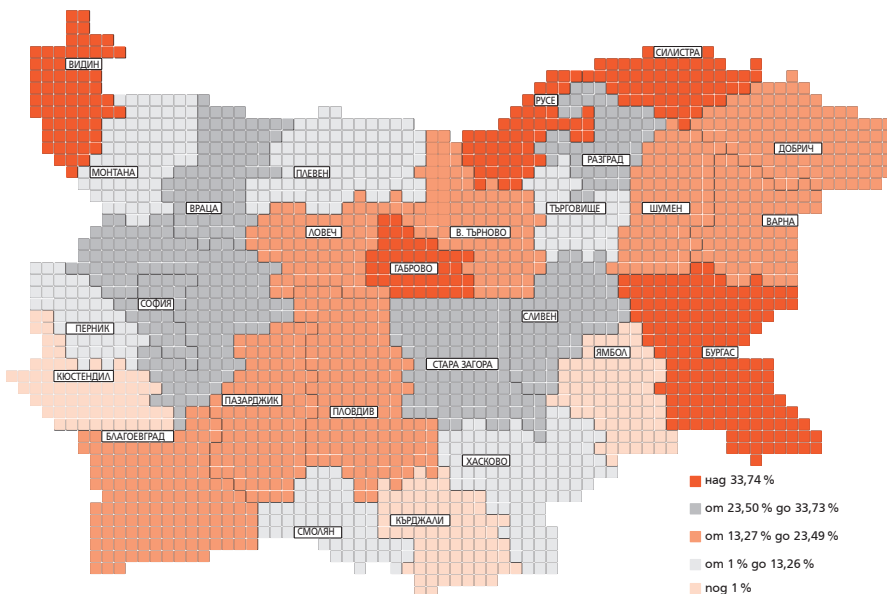 СИЛИСТРА
ВИДИН
РУСЕ
ДОБРИЧ
РАЗГРАД
МОНТАНА
ПЛЕВЕН
ВРАЦА
ТЪРГОВИЩЕ
ШУМЕН
ВАРНА
ЛОВЕЧ
В. ТЪРНОВО
ГАБРОВО
СОФИЯ
СЛИВЕН
ПЕРНИК
ЯМБОЛ
БУРГАС
СТАРА ЗАГОРА
КЮСТЕНДИЛ
ПАЗАРДЖИК
ПЛОВДИВ
БЛАГОЕВГРАД
ХАСКОВО
СМОЛЯН
КЪРДЖАЛИ
над 33,74 %
от 23,50 % до 33,73 %
от 13,27 % до 23,49 %
от 1 % до 13,26 %
под 1 %